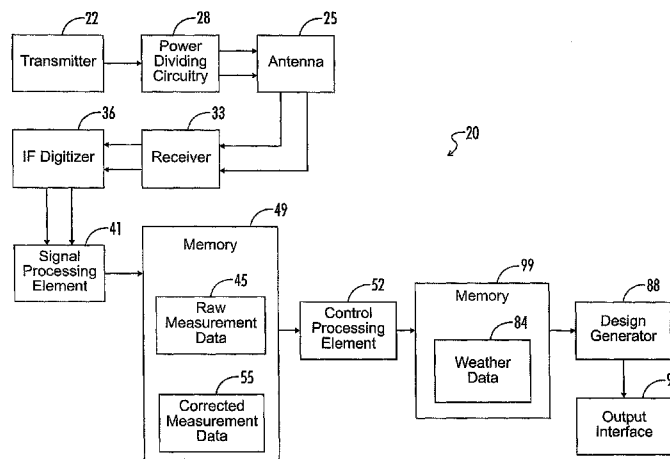 22
Transmitter
28
Power
Dividing
Circuitry
25
Antenna
36
IF Digitizer
33
Receiver
20
41
Signal
Processing
Element
49
Memory
45
Raw
Measurement
Data
55
Corrected
Measurement
Data
52
Control
Processing
Element
99
Memory
84
Weather
Data
88
Design
Generator
Output
Interface